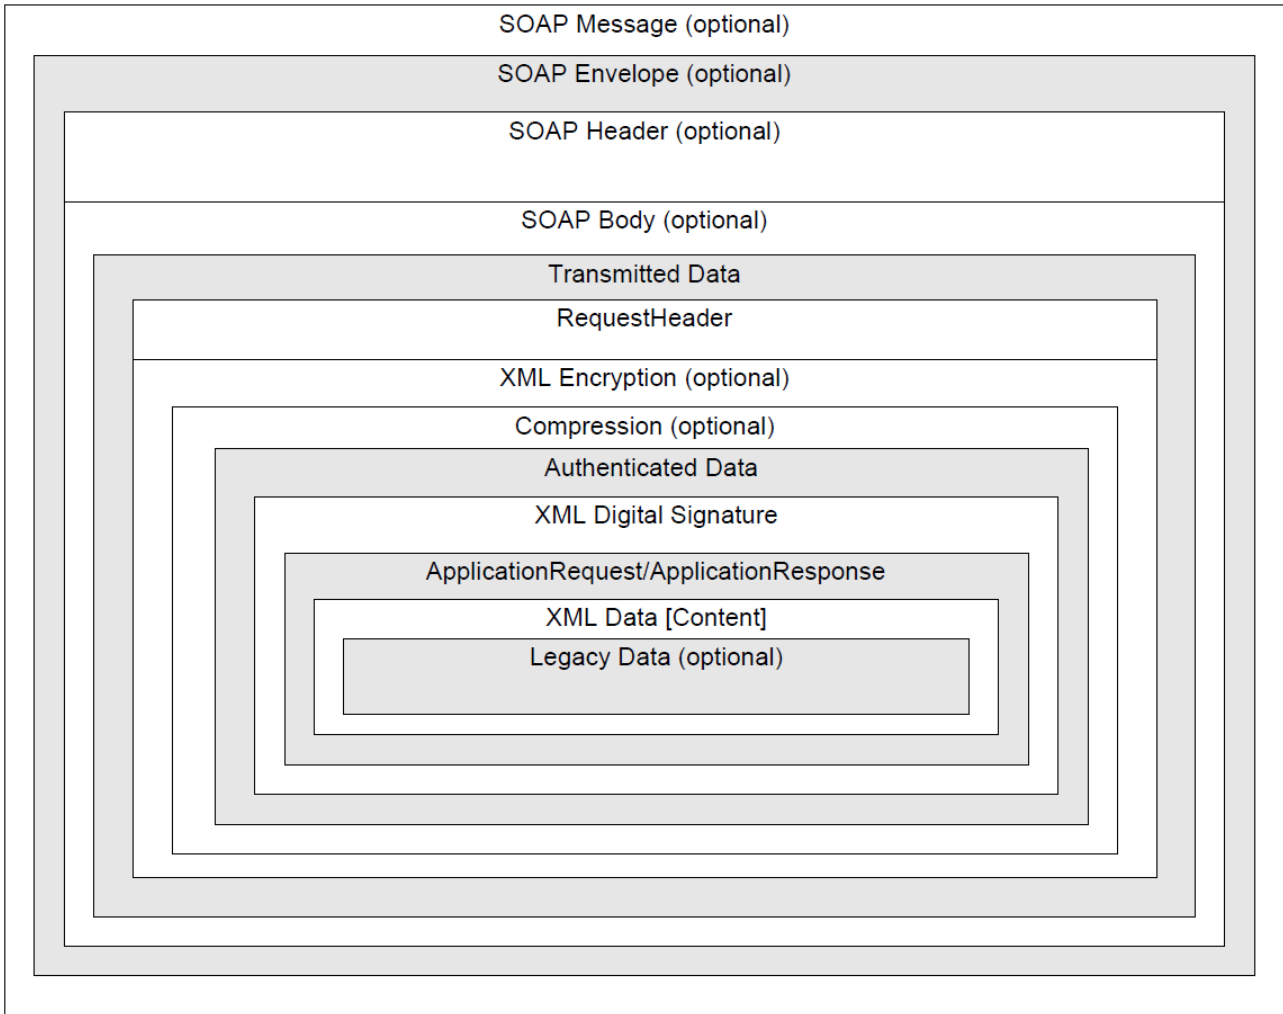 SOAP Message (optional)
SOAP Envelope (optional)
SOAP Header (optional)
SOAP Body (optional)
Transmitted Data
RequestHeader
XML Encryption (optional)
Compression (optional)
Authenticated Data
XML Digital Signature
ApplicationRequest/ApplicationResponse
XML Data [Content]
Legacy Data (optional)